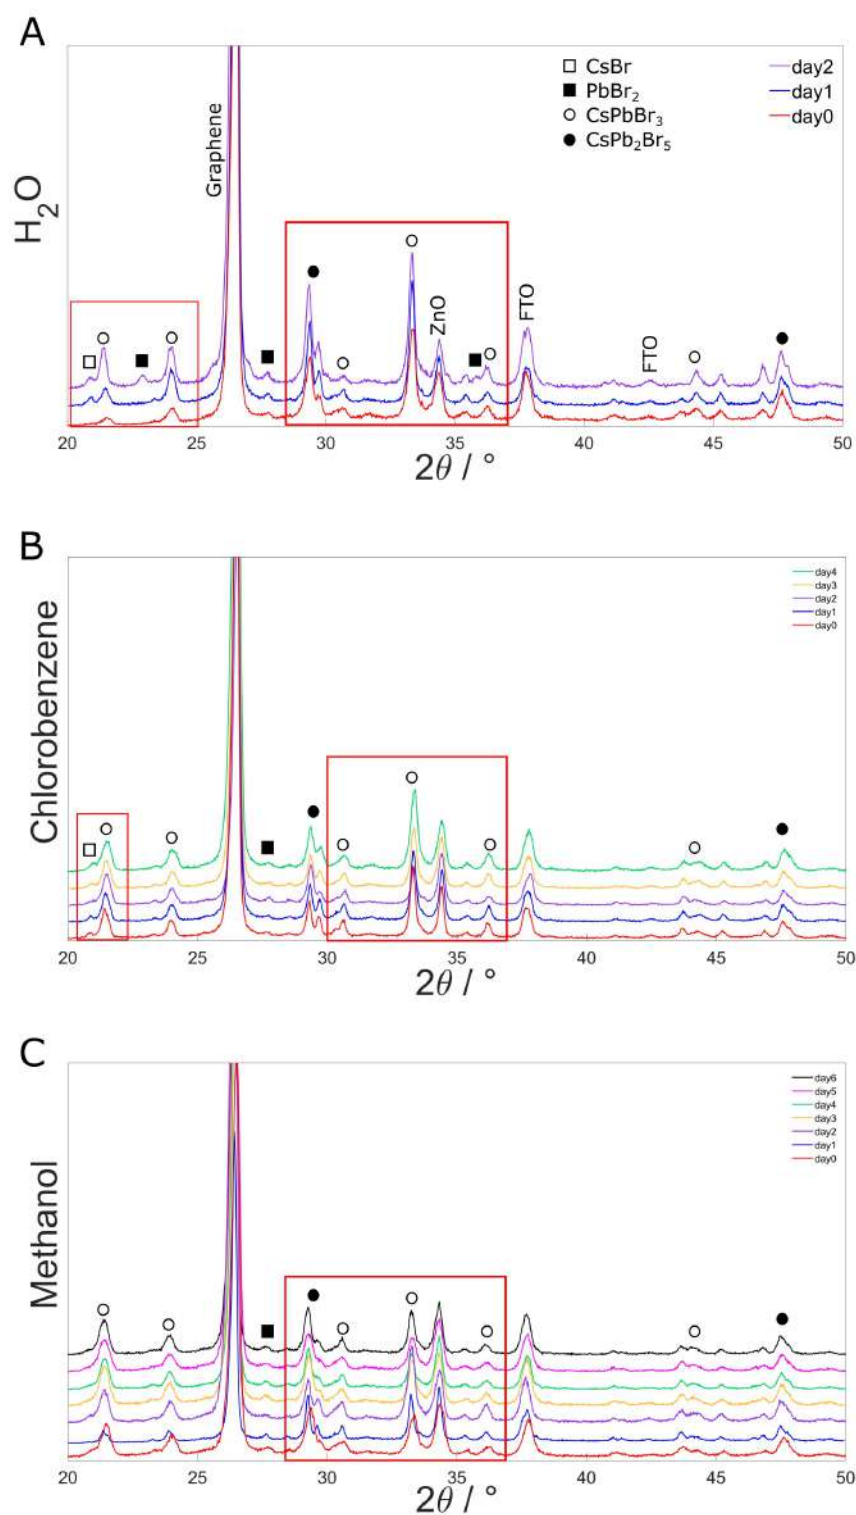 A
H₂O
Graphene
CsBr
PbBr₂
CsPbBr₃
CsPb₂Br₅
day2
day1
day0
ZnO
FTO
FTO
20 25 30 35 40 45 50
2θ / °
B
Chlorobenzene
day4
day3
day2
day1
day0
20 25 30 35 40 45 50
2θ / °
C
Methanol
day6
day5
day4
day3
day2
day1
day0
20 25 30 35 40 45 50
2θ / °